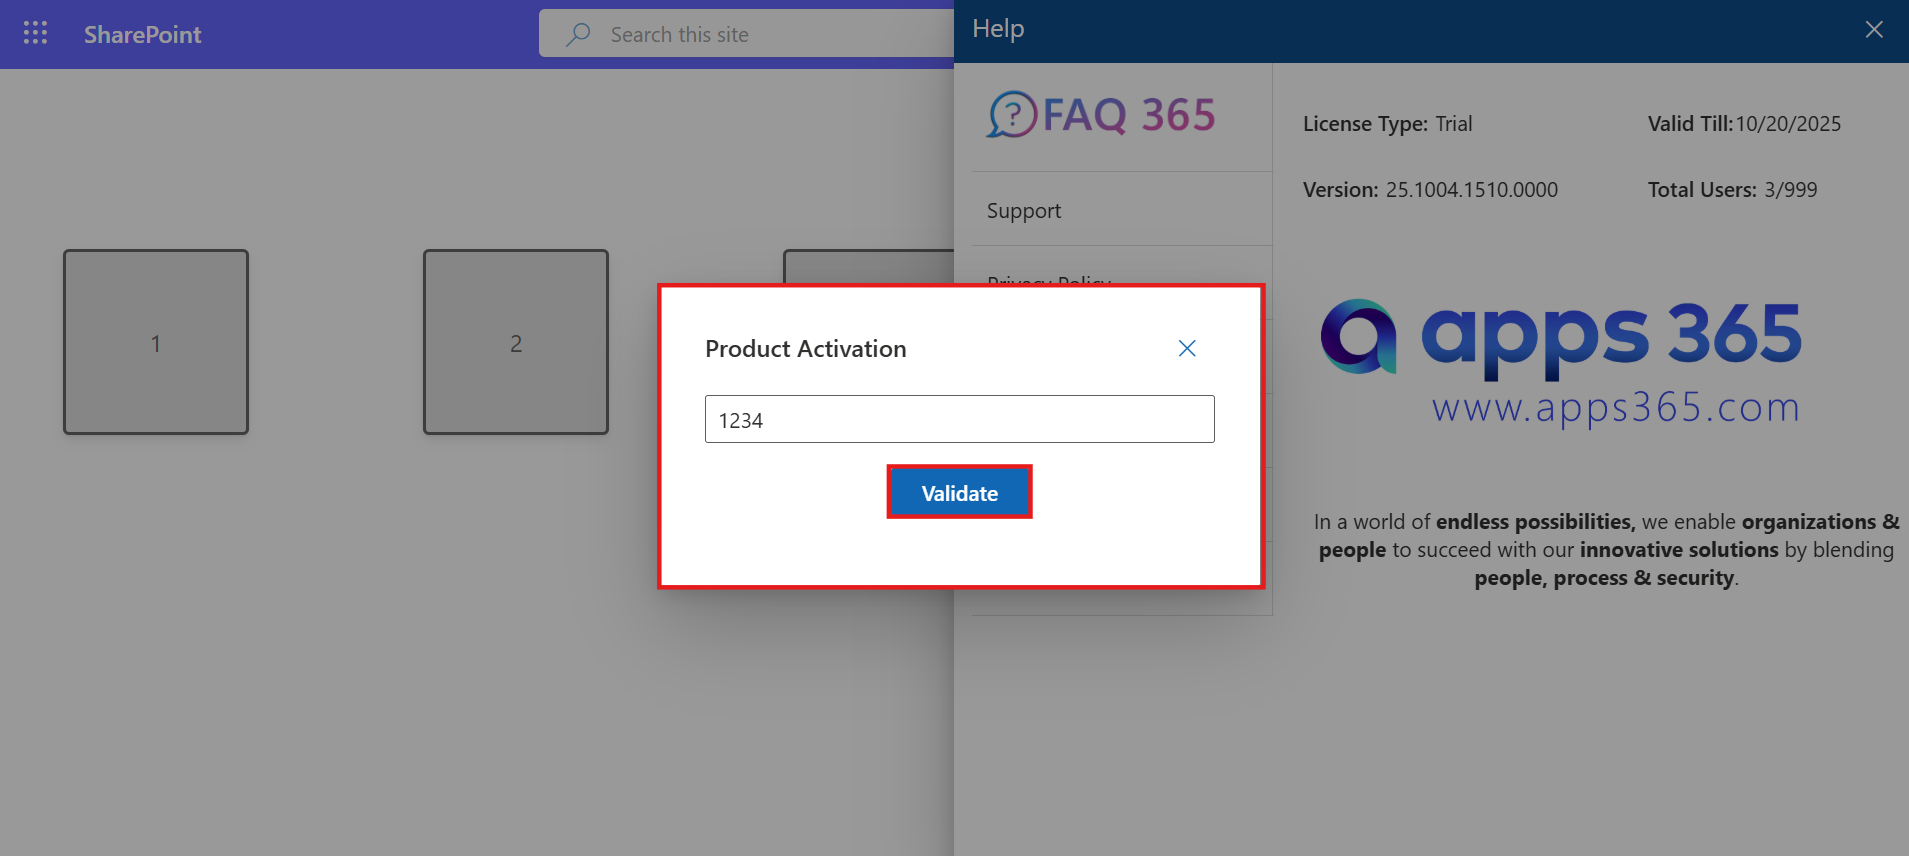 SharePoint
Search this site
Help
FAQ 365
License Type: Trial
Valid Till:10/20/2025
Version: 25.1004.1510.0000
Total Users: 3/999
Support
Privacy Policy
1
2
Product Activation
1234
Validate
apps 365
www.apps365.com
In a world of endless possibilities, we enable organizations &
people to succeed with our innovative solutions by blending
people, process & security.